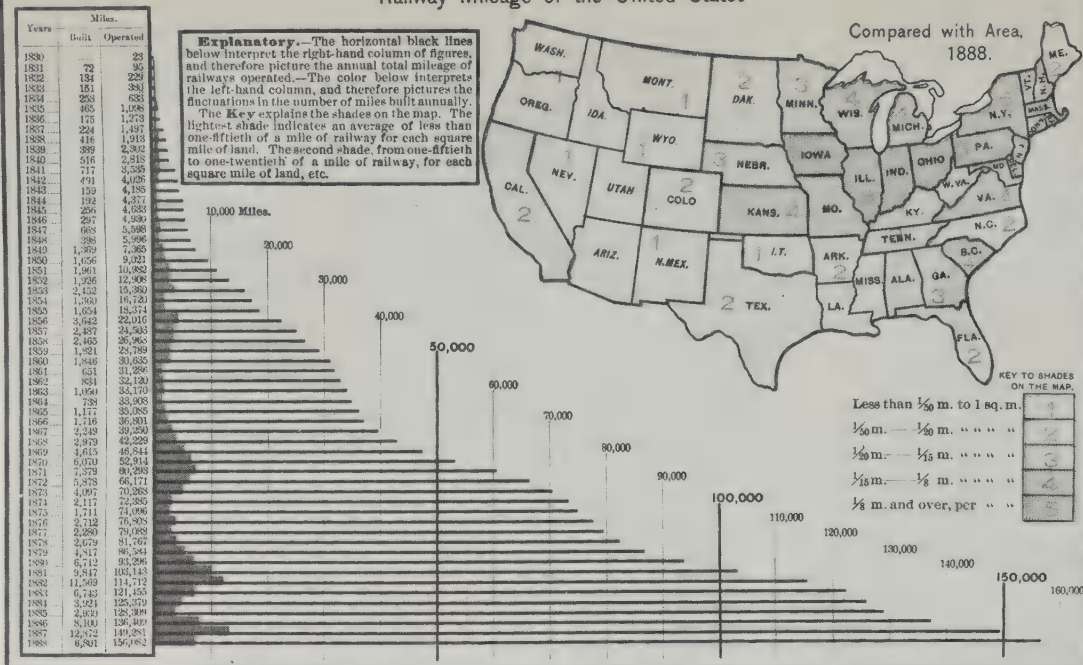 Railway Mileage of the United States
Years Miles.
Built Operated
1830 .... 23
1831 72 95
1832 134 229
1833 151 380
1834 253 633
1835 465 1,098
1836 175 1,273
1837 224 1,497
1838 416 1,913
1839 389 2,302
1840 516 2,818
1841 717 3,535
1842 491 4,026
1843 159 4,185
1844 192 4,377
1845 256 4,633
1846 297 4,930
1847 668 5,598
1848 398 5,996
1849 1,369 7,365
1850 1,656 9,021
1851 1,961 10,982
1852 1,926 12,908
1853 2,452 15,360
1854 1,360 16,720
1855 1,654 18,374
1856 3,642 22,016
1857 2,487 24,503
1858 2,465 26,968
1859 1,821 28,789
1860 1,846 30,635
1861 651 31,286
1862 834 32,120
1863 1,050 33,170
1864 738 33,908
1865 1,177 35,085
1866 1,716 36,801
1867 2,249 39,250
1868 2,979 42,229
1869 4,615 46,844
1870 6,070 52,914
1871 7,379 60,293
1872 5,878 66,171
1873 4,097 70,268
1874 2,117 72,385
1875 1,711 74,096
1876 2,712 76,808
1877 2,280 79,088
1878 2,679 81,767
1879 4,817 86,584
1880 6,712 93,296
1881 9,847 103,143
1882 11,569 114,712
1883 6,743 121,455
1884 3,924 125,379
1885 2,930 128,309
1886 8,100 136,409
1887 12,872 149,281
1888 6,801 156,082
Explanatory.—The horizontal black lines
below interpret the right-hand column of figures,
and therefore picture the annual total mileage of
railways operated.—The color below interprets
the left-hand column, and therefore pictures the
fluctuations in the number of miles built annually.
The Key explains the shades on the map. The
lightest shade indicates an average of less than
one-fiftieth of a mile of railway for each square
mile of land. The second shade, from one-fiftieth
to one-twentieth of a mile of railway, for each
square mile of land, etc.
10,000 Miles.
20,000
30,000
40,000
50,000
60,000
70,000
80,000
90,000
100,000
110,000
120,000
130,000
140,000
150,000
160,000
Compared with Area,
1888.
WASH. 1
OREG.
IDA.
MONT. 1
WYO. 1
DAK. 2
MINN. 3
WIS. 4
MICH. 4
N.Y.
VT.
N.H.
ME.
MASS.
PA.
N.J.
MD.
OHIO
IND.
ILL.
IOWA
NEBR. 3
NEV. 1
UTAH
COLO 2
KANS. 4
MO.
KY.
W.VA.
VA.
CAL. 2
ARIZ.
N.MEX. 1
I.T. 1
ARK. 2
TENN.
N.C. 2
S.C.
TEX. 2
LA.
MISS.
ALA.
GA. 3
FLA. 2
KEY TO SHADES
ON THE MAP.
Less than 1/50 m. to 1 sq. m. 1
1/50 m. — 1/20 m. " " " " 2
1/20 m. — 1/15 m. " " " " 3
1/15 m. — 1/8 m. " " " " 4
1/8 m. and over, per " " 5